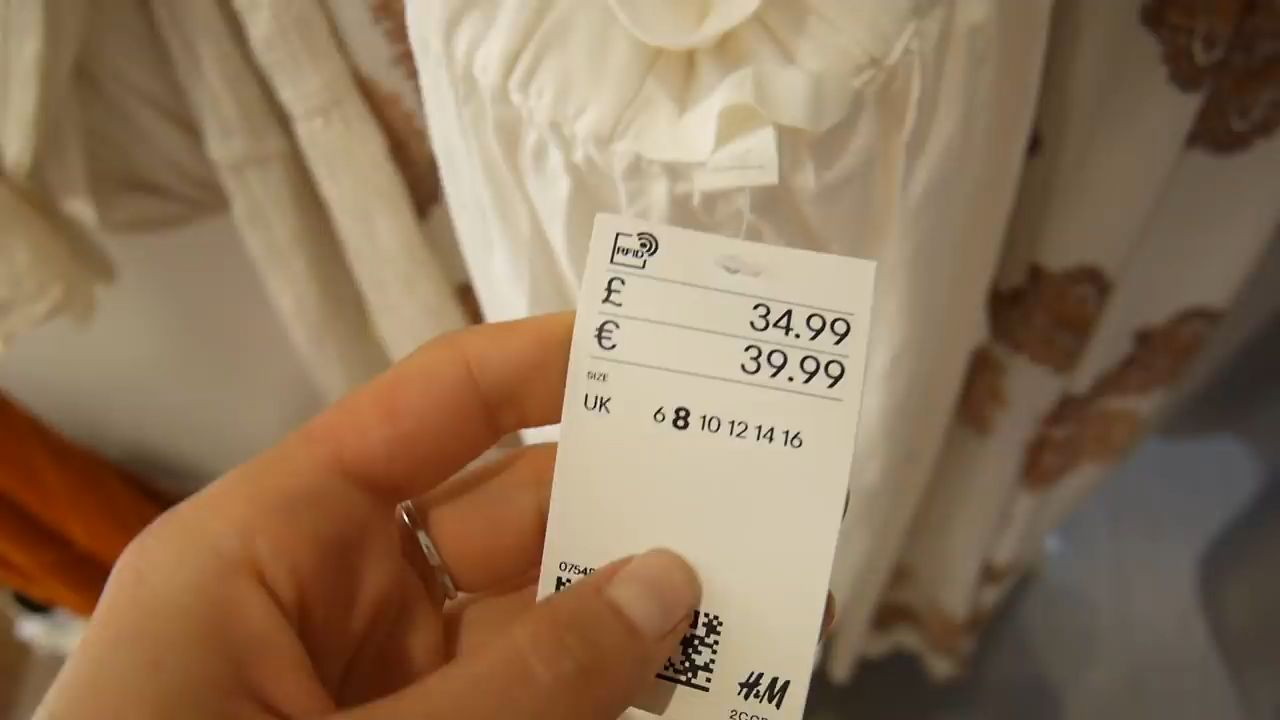 RFID
£ 34.99
€ 39.99
SIZE
UK 6 8 10 12 14 16
H&M